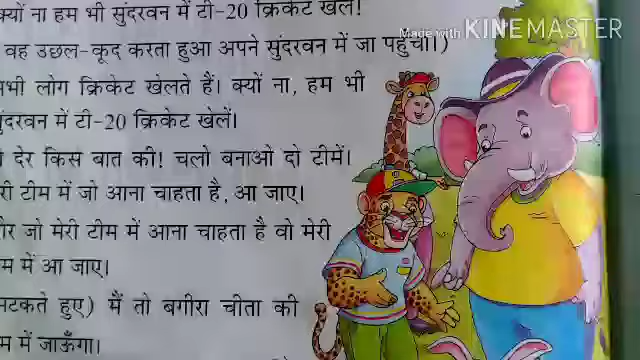 क्यों ना हम भी सुंदरवन में टी-20 क्रिकेट खेलें!
वह उछल-कूद करता हुआ अपने सुंदरवन में जा पहुंचा।)
Made with KINEMASTER
भी लोग क्रिकेट खेलते हैं। क्यों ना, हम भी
सुंदरवन में टी-20 क्रिकेट खेलें।
देर किस बात की! चलो बनाओ दो टीमें।
री टीम में जो आना चाहता है, आ जाए।
र जो मेरी टीम में आना चाहता है वो मेरी
म में आ जाए।
टकते हुए) मैं तो बगीरा चीता की
म में जाऊँगा।